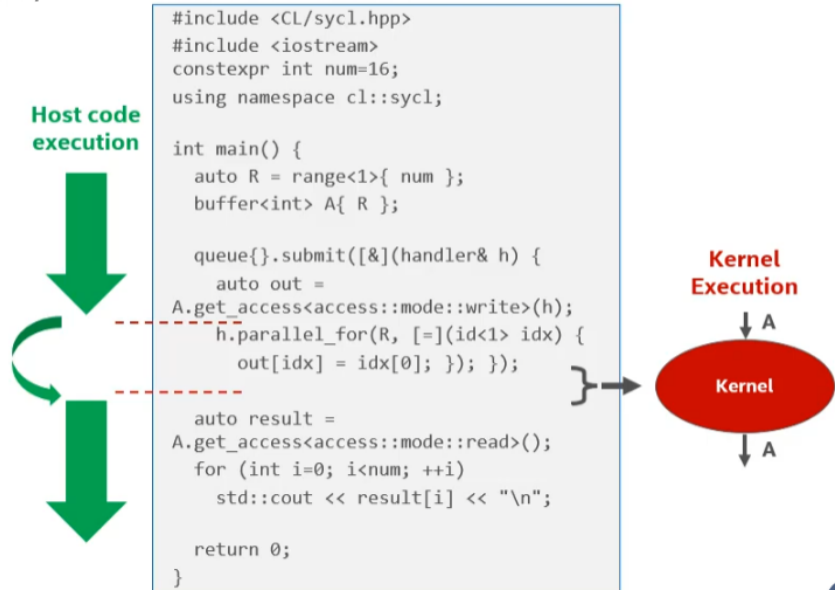 #include <CL/sycl.hpp>
#include <iostream>
constexpr int num=16;
using namespace cl::sycl;
Host code
execution
int main() {
auto R = range<1>{ num };
buffer<int> A{ R };
queue{}.submit([&](handler& h) {
auto out =
A.get_access<access::mode::write>(h);
h.parallel_for(R, [=](id<1> idx) {
out[idx] = idx[0]; }); });
auto result =
A.get_access<access::mode::read>();
for (int i=0; i<num; ++i)
std::cout << result[i] << "\n";
return 0;
}
Kernel
Execution
A
Kernel
A